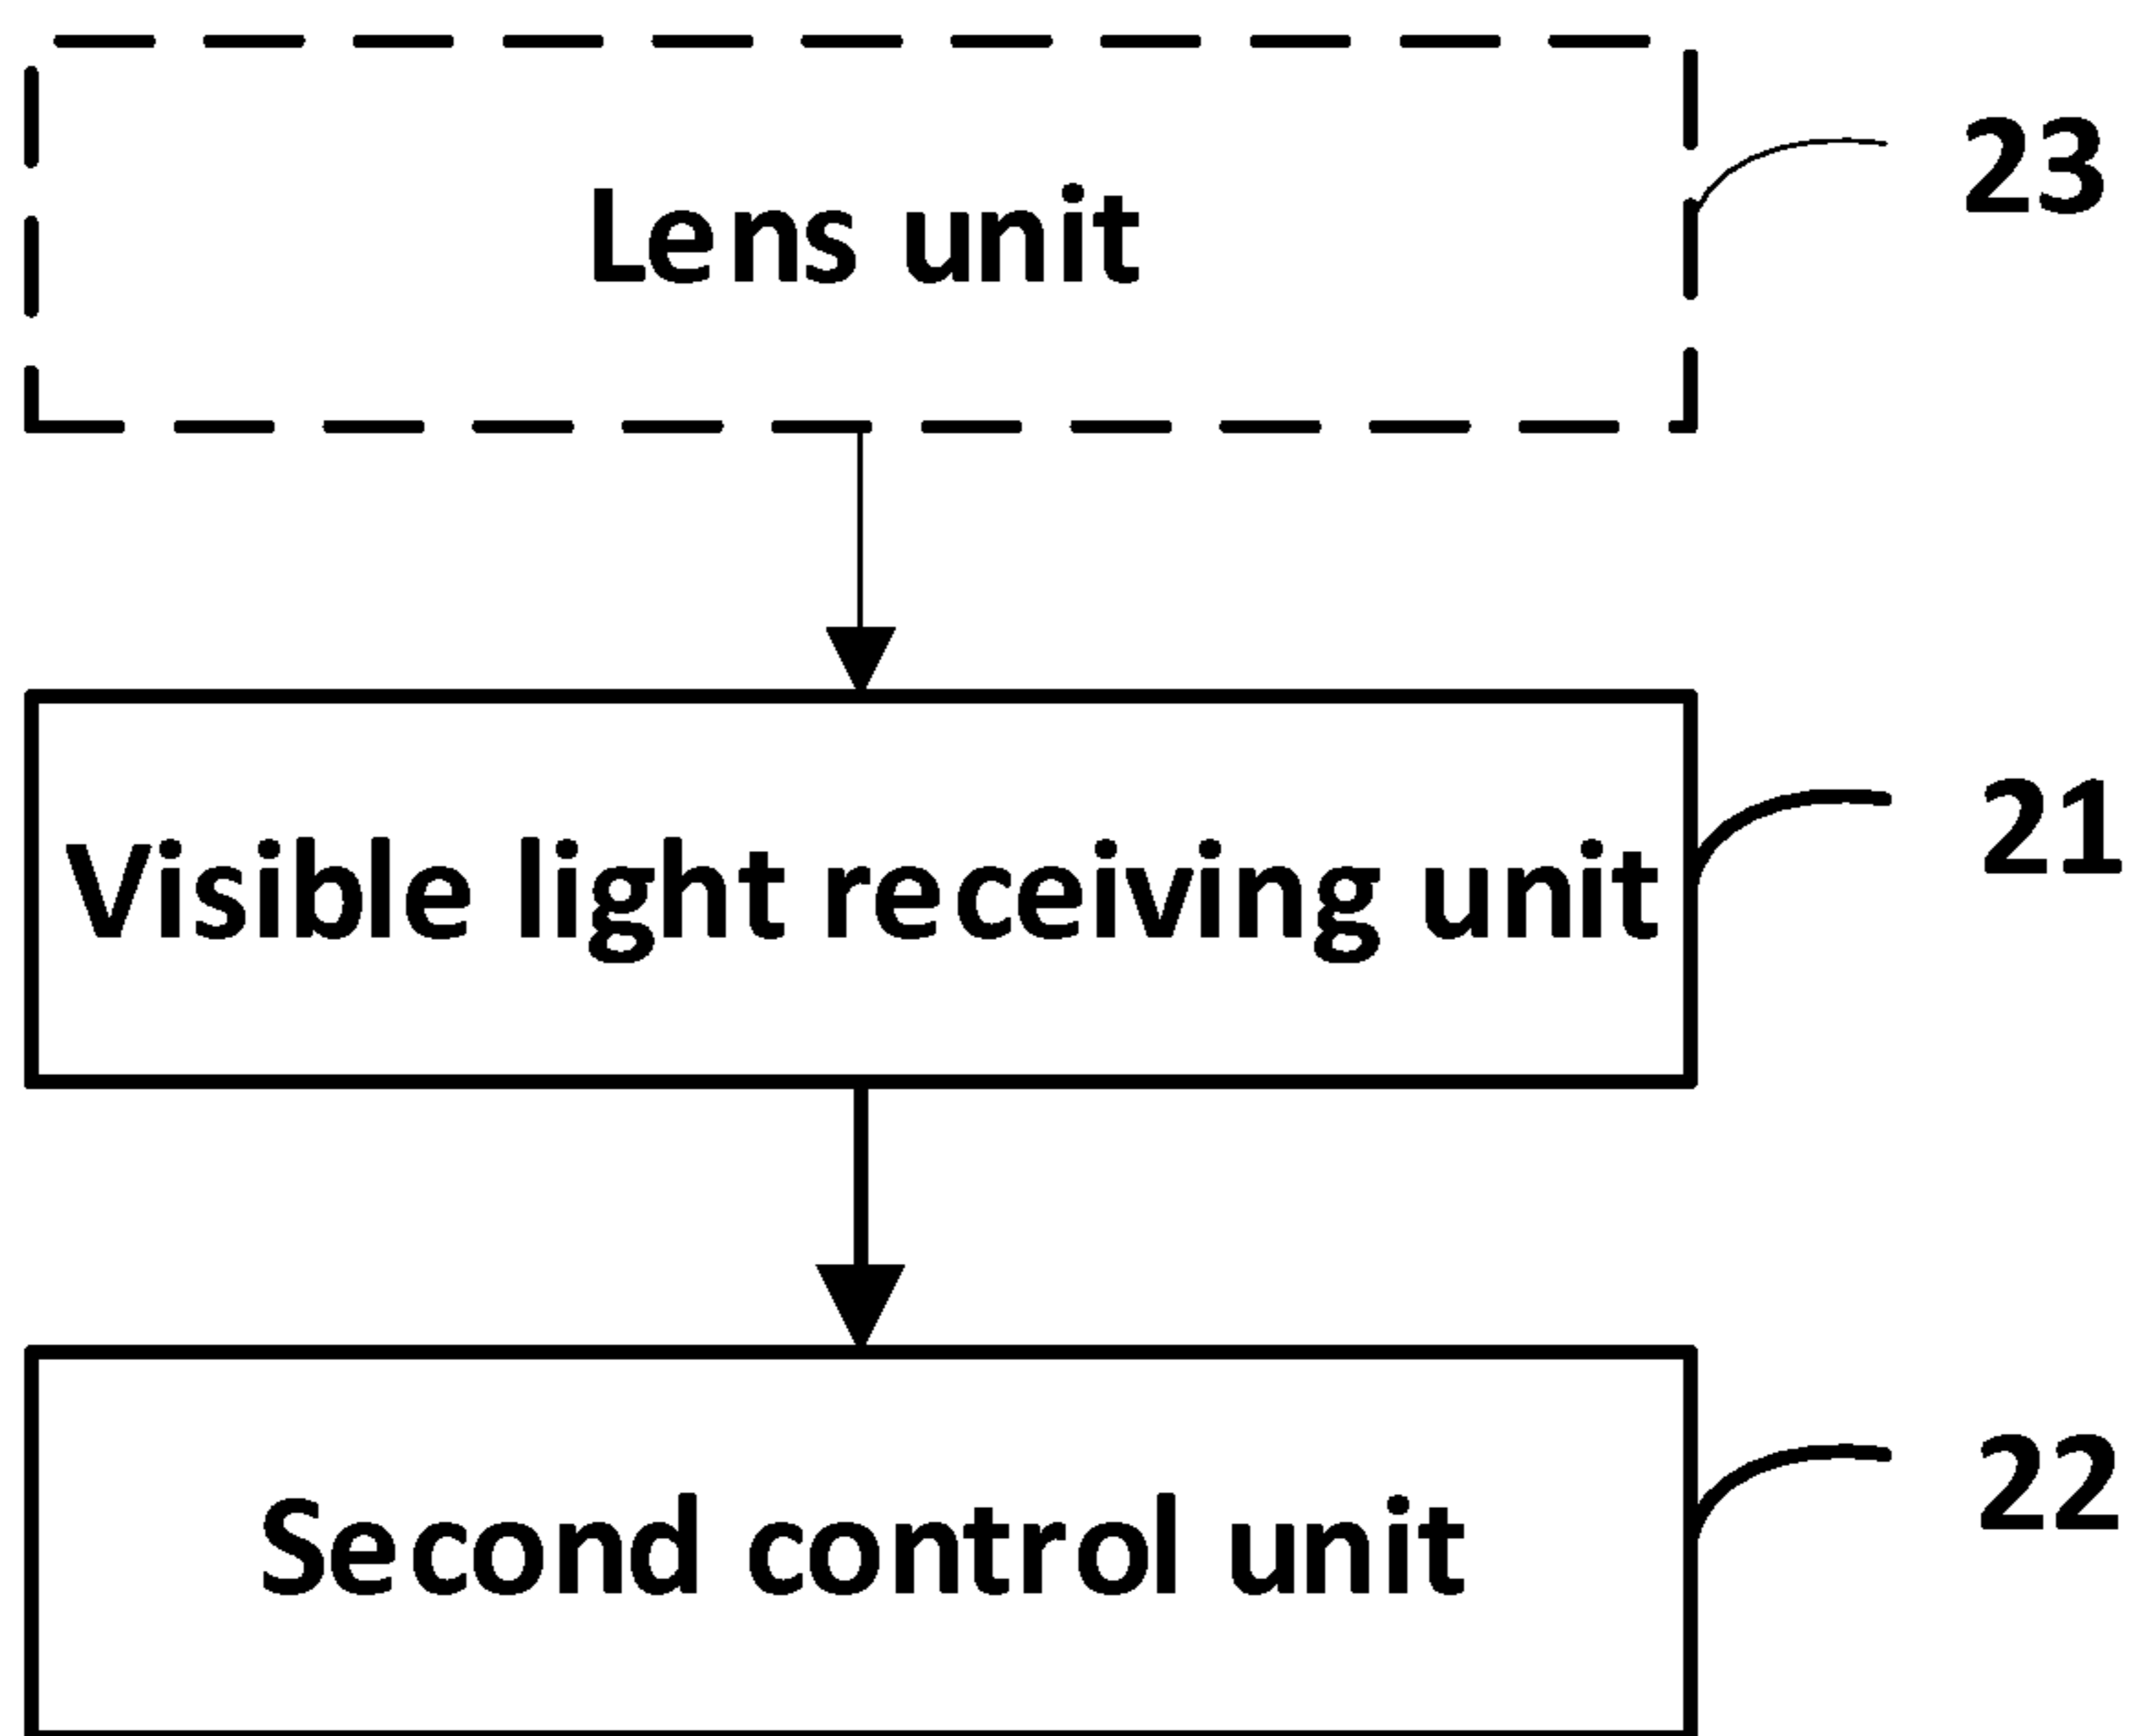 Lens unit
23
Visible light receiving unit
21
Second control unit
22